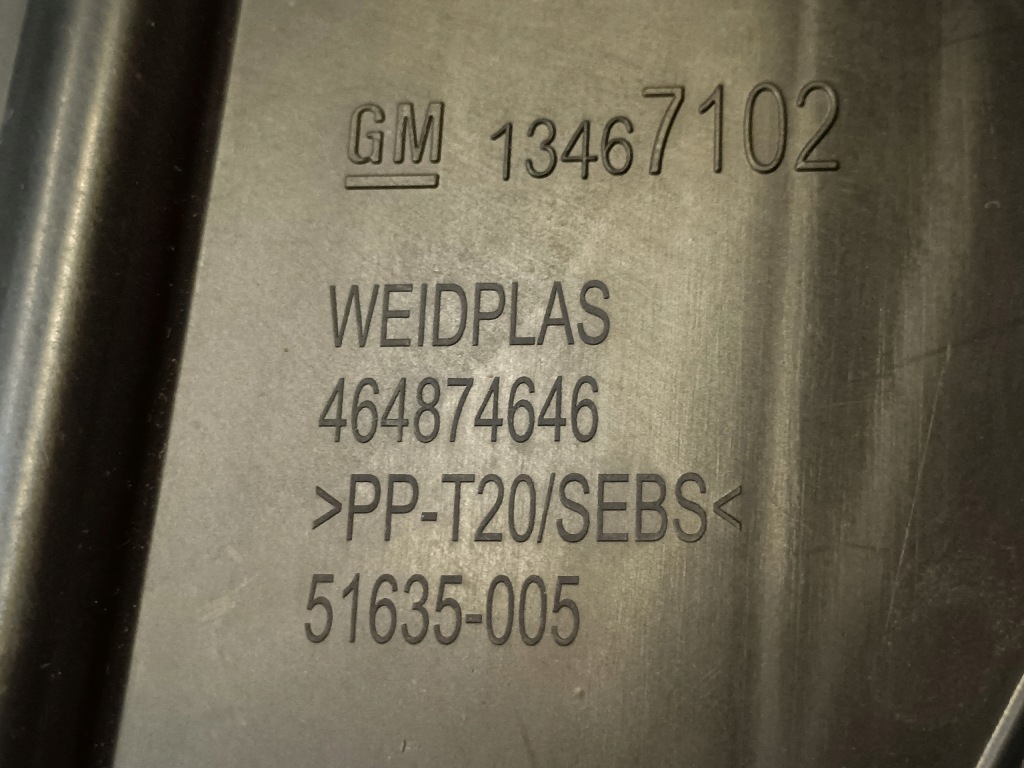 GM 13467102
WEIDPLAS
464874646
>PP-T20/SEBS<
51635-005